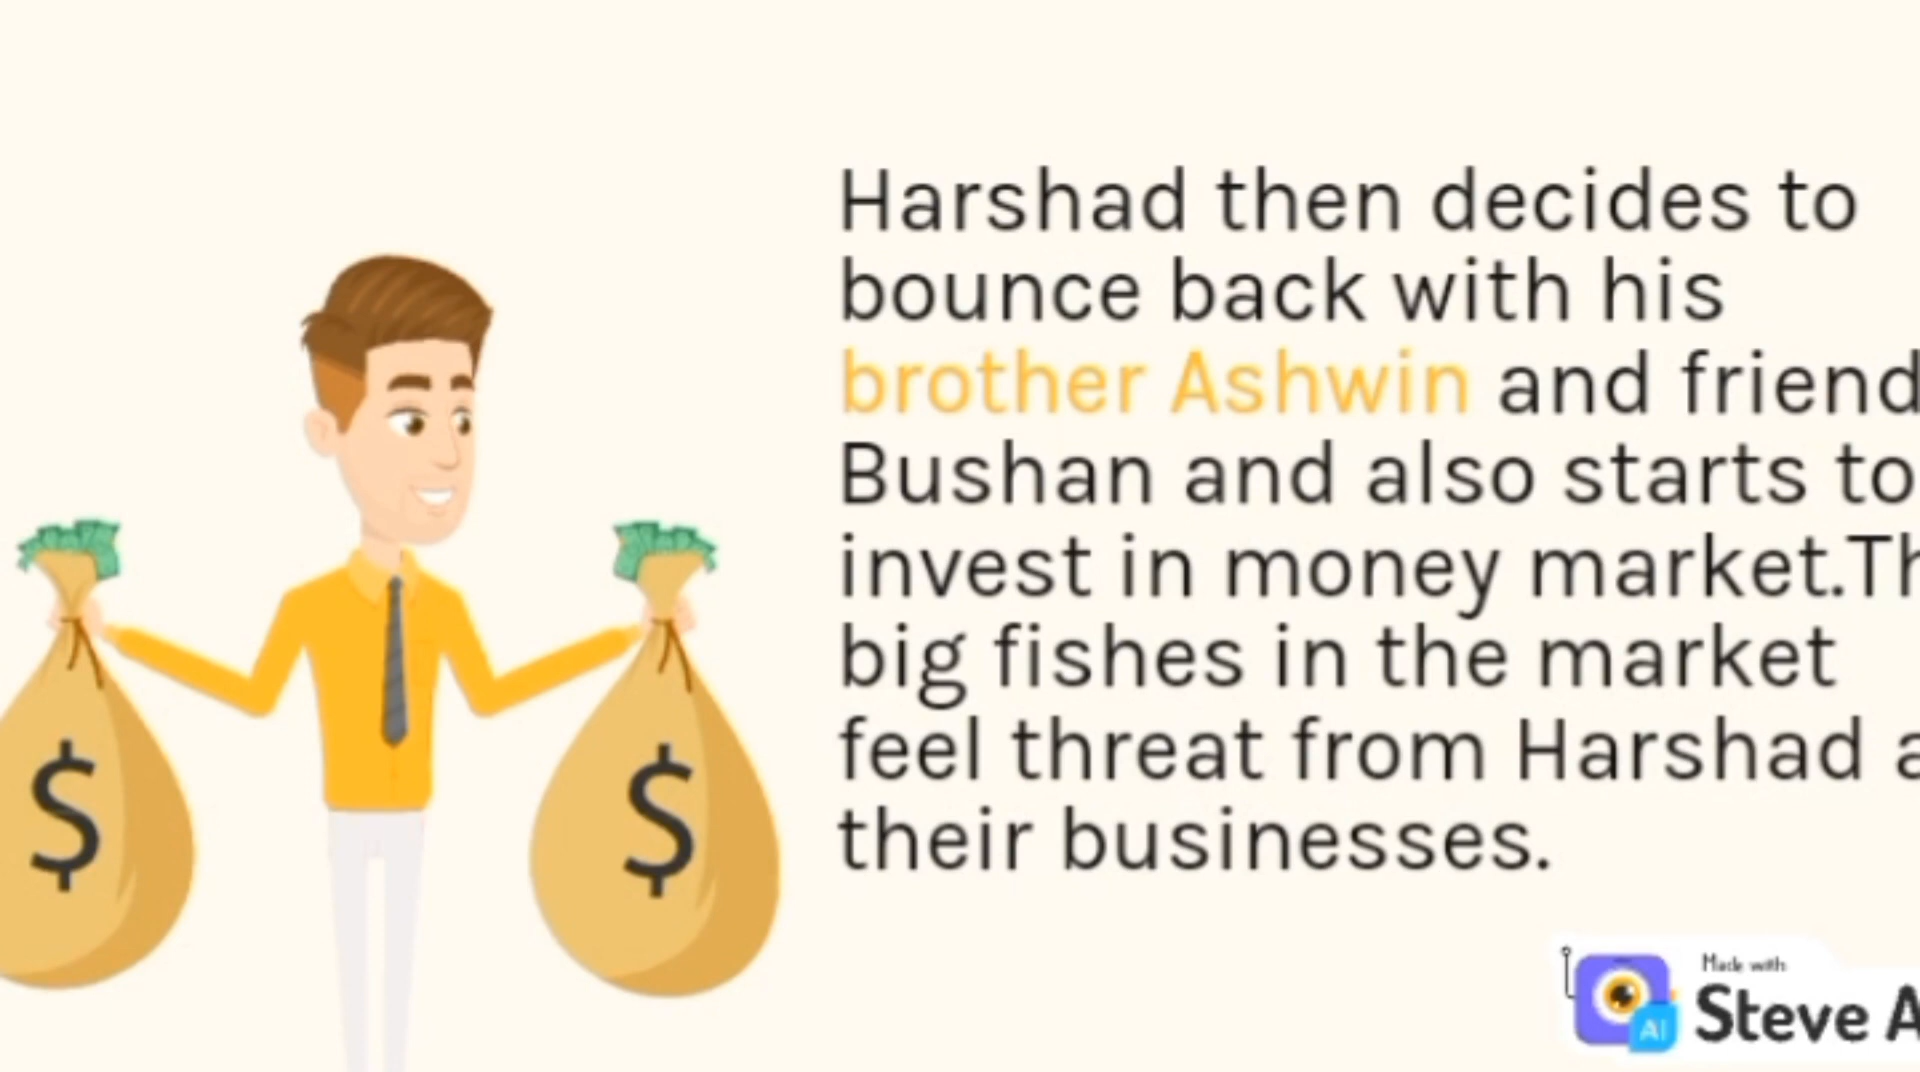 Harshad then decides to
bounce back with his
brother Ashwin and friend
Bushan and also starts to
invest in money market.Th
big fishes in the market
feel threat from Harshad a
their businesses.
$
$
Made with
AI
Steve A